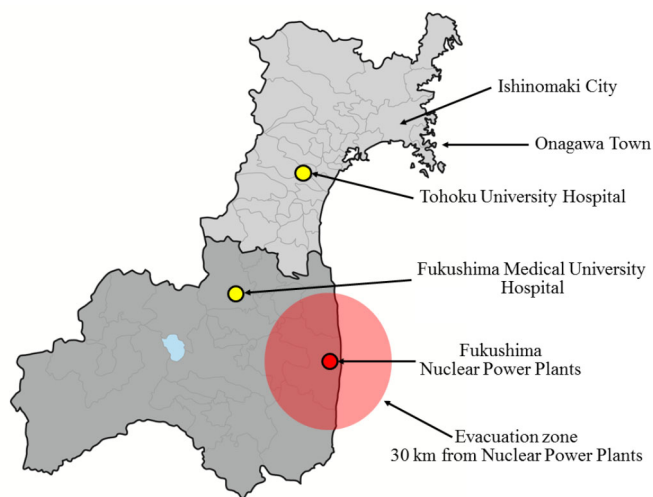 Ishinomaki City
Onagawa Town
Tohoku University Hospital
Fukushima Medical University
Hospital
Fukushima
Nuclear Power Plants
Evacuation zone
30 km from Nuclear Power Plants